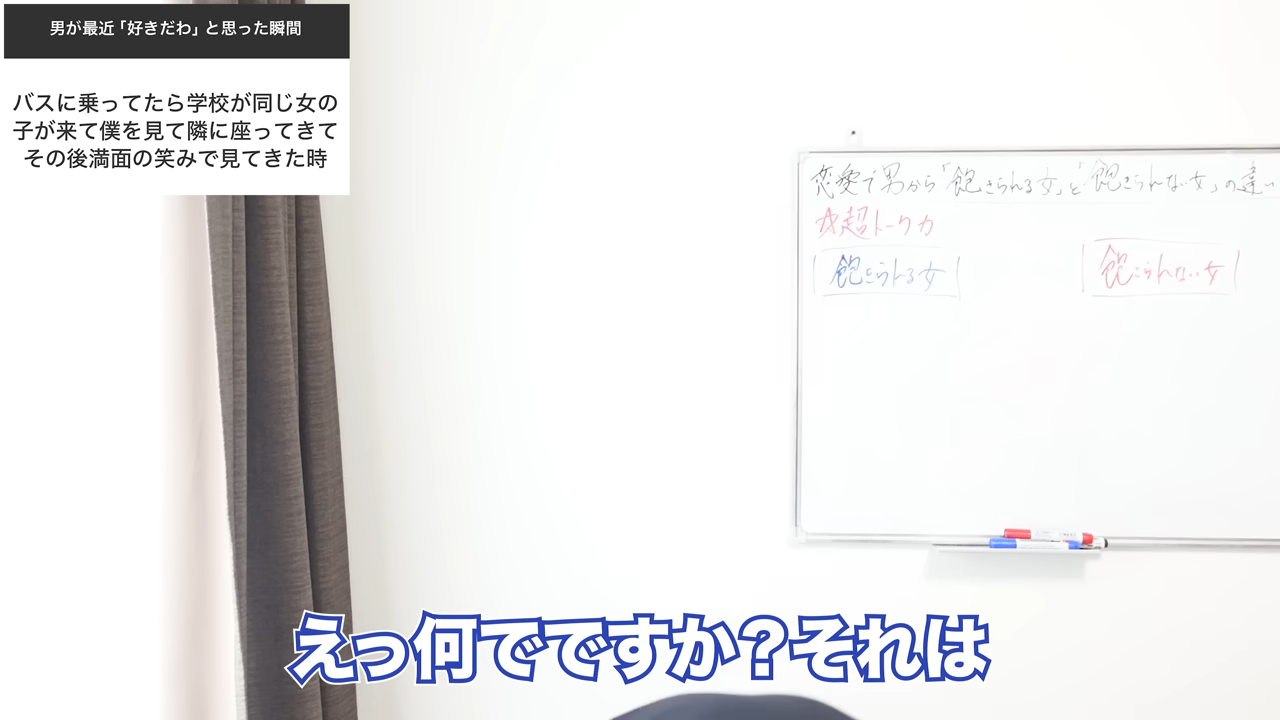 男が最近「好きだわ」と思った瞬間
バスに乗ってたら学校が同じ女の
子が来て僕を見て隣に座ってきて
その後満面の笑みで見てきた時
恋愛で男から「飽きられる女」と「飽きられない女」の違い
☆超トーク力
飽きられる女
飽きられない女
えっ何でですか?それは